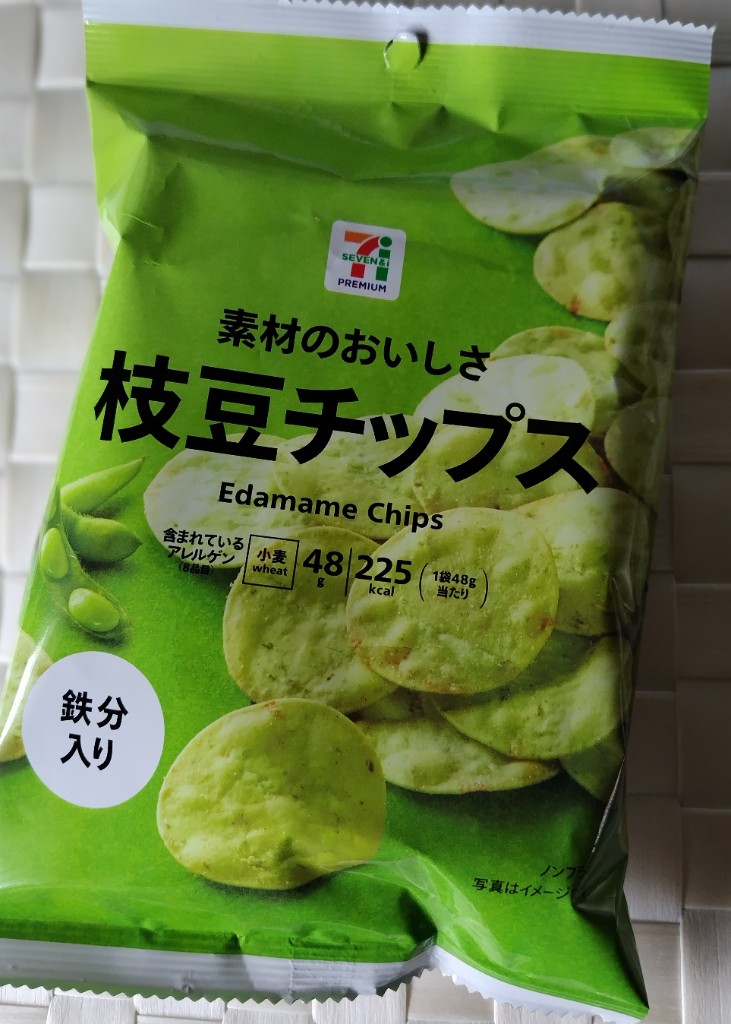 SEVEN&i
PREMIUM
素材のおいしさ
枝豆チップス
Edamame Chips
含まれている
アレルゲン
(8品目)
小麦
wheat
48
g
225
kcal
(1袋48g
当たり)
鉄分
入り
ノンフ
写真はイメージ